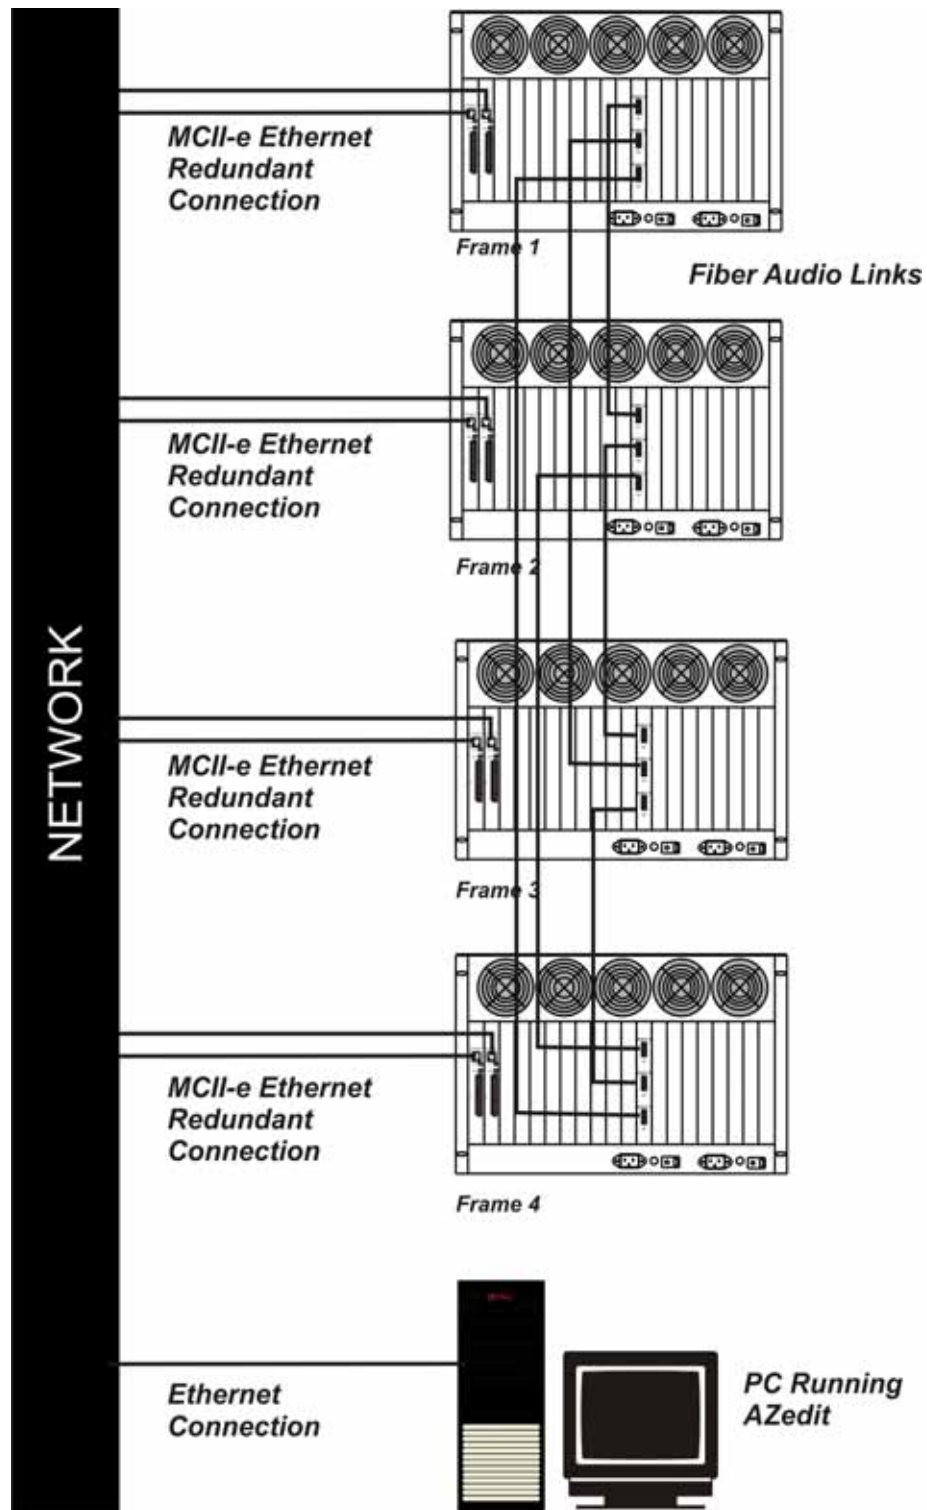 MCII-e Ethernet
Redundant
Connection
Frame 1
Fiber Audio Links
MCII-e Ethernet
Redundant
Connection
Frame 2
NETWORK
MCII-e Ethernet
Redundant
Connection
Frame 3
MCII-e Ethernet
Redundant
Connection
Frame 4
Ethernet
Connection
PC Running
AZedit